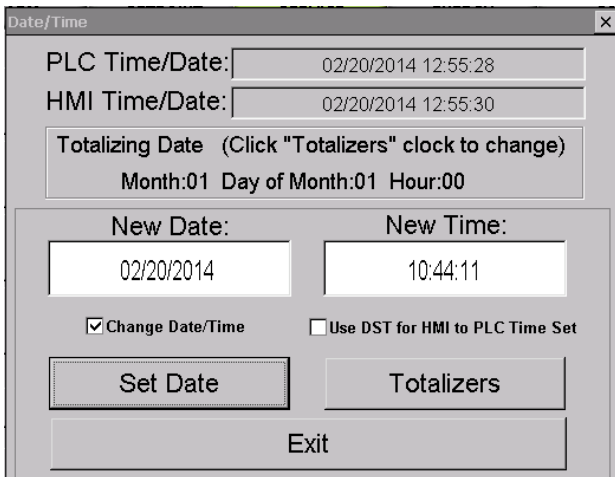 Date/Time
PLC Time/Date: 02/20/2014 12:55:28
HMI Time/Date: 02/20/2014 12:55:30
Totalizing Date (Click "Totalizers" clock to change)
Month:01 Day of Month:01 Hour:00
New Date: New Time:
02/20/2014 10:44:11
Change Date/Time Use DST for HMI to PLC Time Set
Set Date Totalizers
Exit